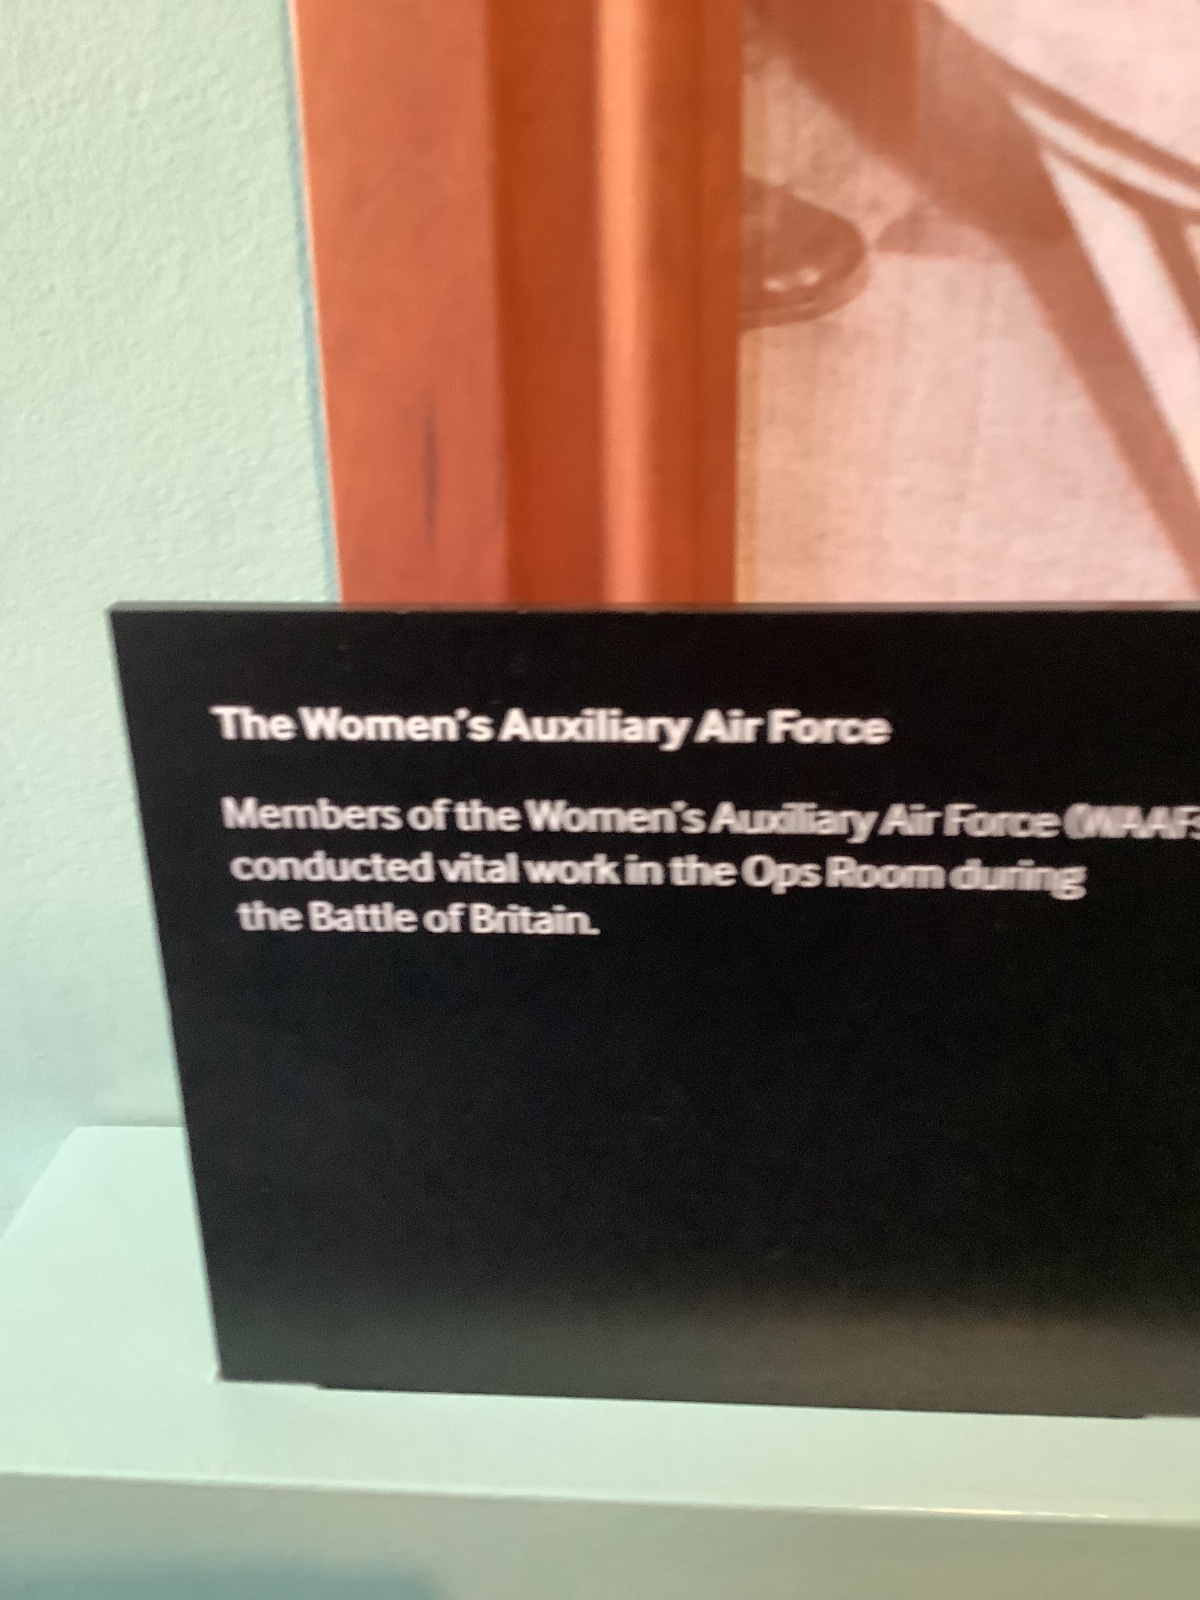 The Women's Auxiliary Air Force
Members of the Women's Auxiliary Air Force (WAAFs
conducted vital work in the Ops Room during
the Battle of Britain.